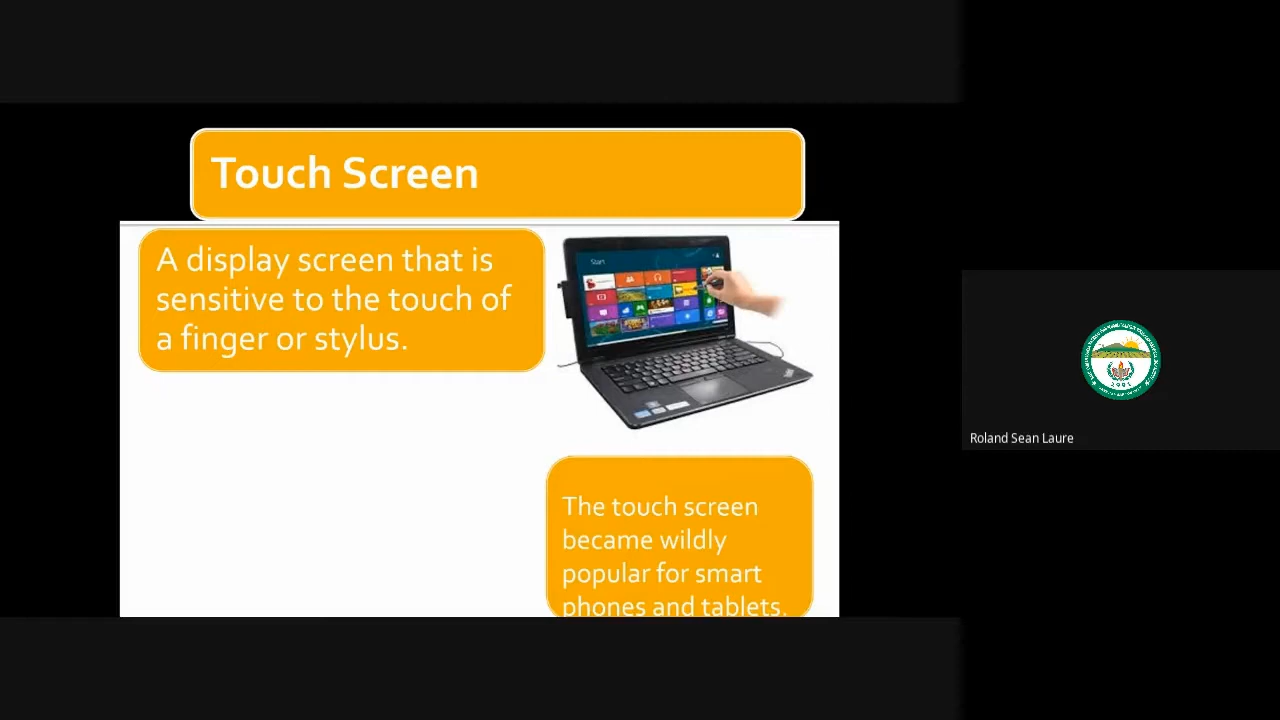 Touch Screen
A display screen that is
sensitive to the touch of
a finger or stylus.
Start
The touch screen
became wildly
popular for smart
phones and tablets.
Roland Sean Laure